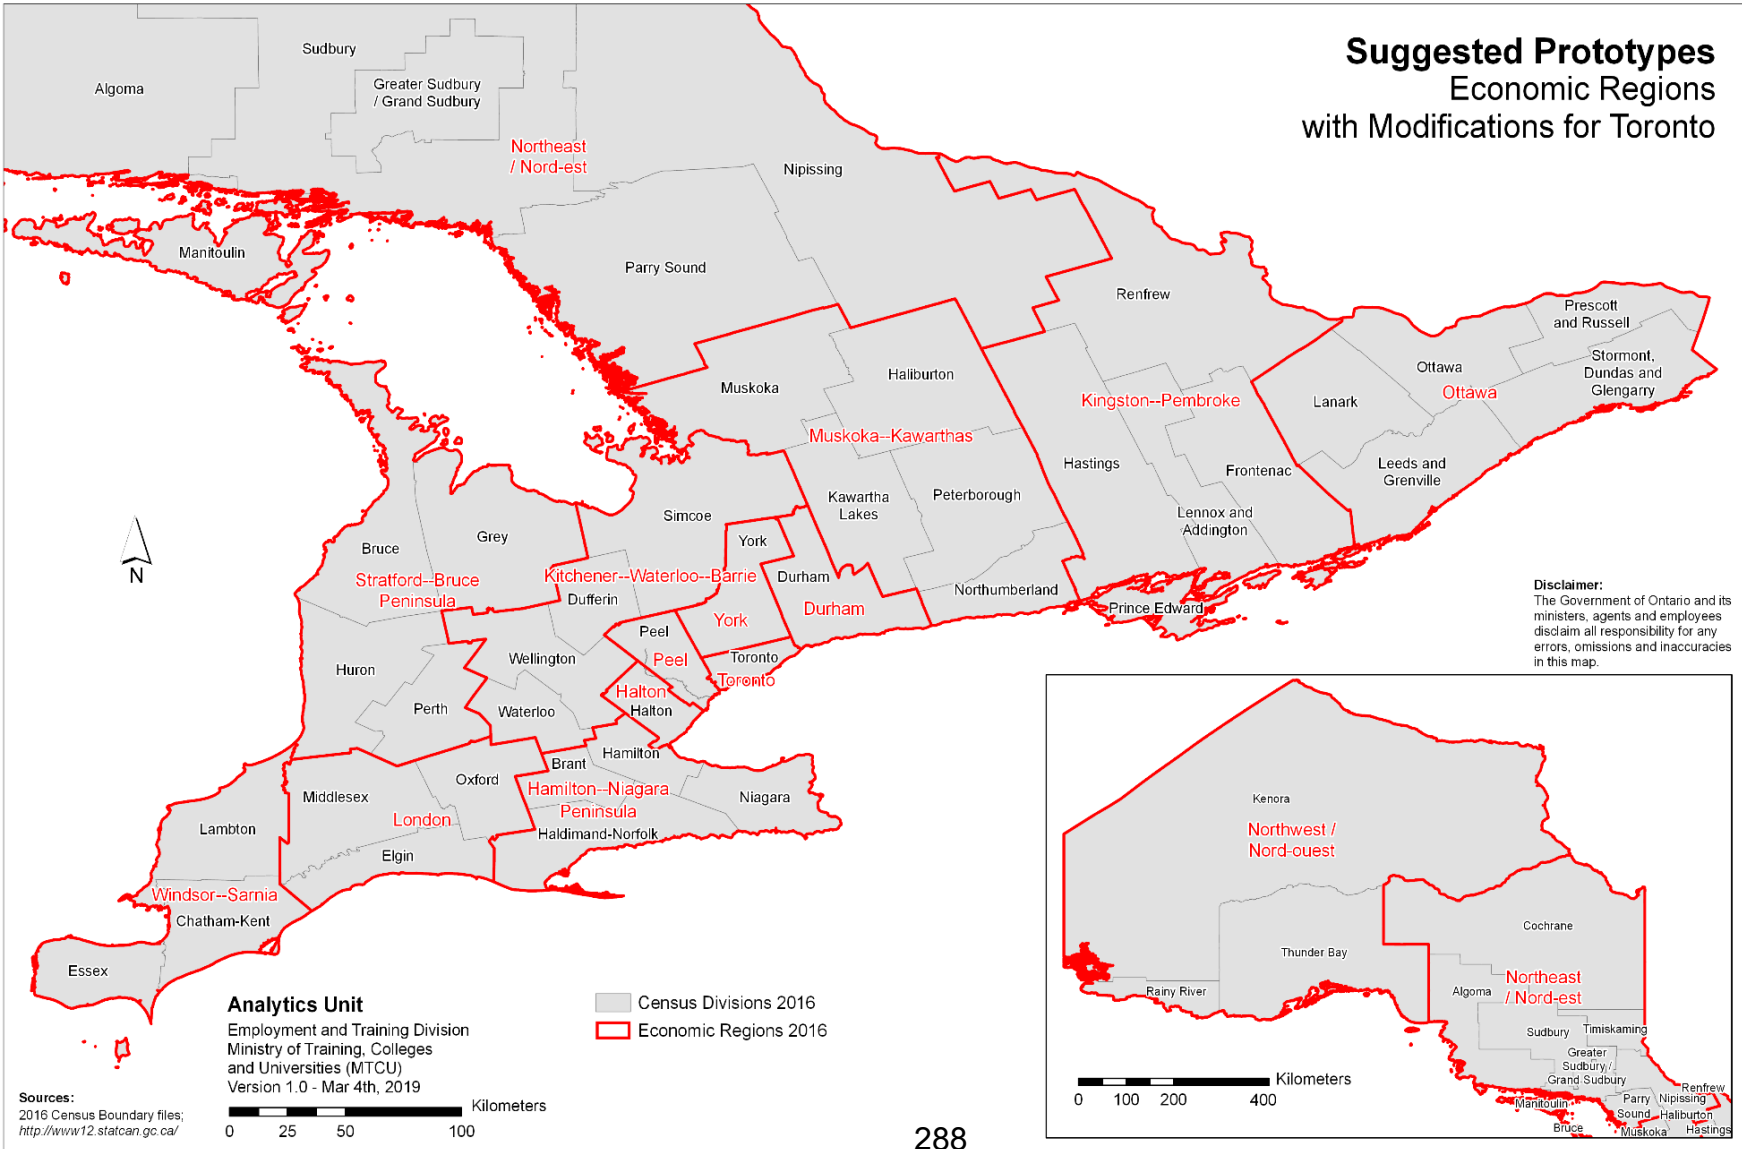 Suggested Prototypes
Economic Regions
with Modifications for Toronto
Sudbury
Algoma
Greater Sudbury
/ Grand Sudbury
Northeast
/ Nord-est
Nipissing
Manitoulin
Parry Sound
Renfrew
Prescott
and Russell
Stormont,
Dundas and
Glengarry
Ottawa
Ottawa
Lanark
Leeds and
Grenville
Muskoka
Haliburton
Kingston--Pembroke
Muskoka--Kawarthas
Hastings
Frontenac
Lennox and
Addington
Kawartha
Lakes
Peterborough
Northumberland
Prince Edward
Simcoe
Grey
Bruce
Stratford--Bruce
Peninsula
Kitchener--Waterloo--Barrie
Dufferin
York
York
Durham
Durham
Peel
Peel
Toronto
Toronto
Halton
Halton
Wellington
Waterloo
Huron
Perth
Hamilton
Brant
Hamilton--Niagara
Peninsula
Haldimand-Norfolk
Niagara
Oxford
Middlesex
London
Elgin
Lambton
Windsor--Sarnia
Chatham-Kent
Essex
N
Disclaimer:
The Government of Ontario and its
ministers, agents and employees
disclaim all responsibility for any
errors, omissions and inaccuracies
in this map.
Kenora
Northwest /
Nord-ouest
Thunder Bay
Rainy River
Cochrane
Northeast
/ Nord-est
Algoma
Sudbury
Timiskaming
Greater
Sudbury /
Grand Sudbury
Manitoulin
Parry
Sound
Nipissing
Renfrew
Haliburton
Bruce
Muskoka
Hastings
Kilometers
0 100 200 400
Analytics Unit
Employment and Training Division
Ministry of Training, Colleges
and Universities (MTCU)
Version 1.0 - Mar 4th, 2019
Census Divisions 2016
Economic Regions 2016
Kilometers
0 25 50 100
Sources:
2016 Census Boundary files;
http://www12.statcan.gc.ca/
288